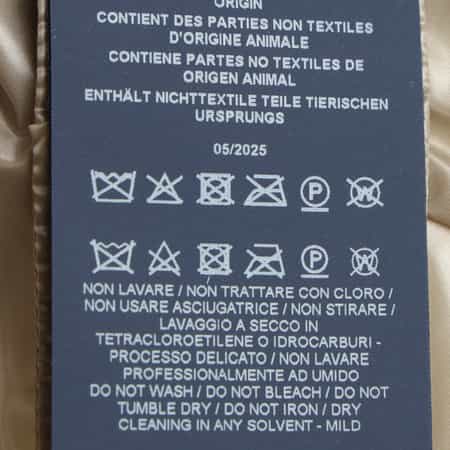 ORIGIN
CONTIENT DES PARTIES NON TEXTILES
D'ORIGINE ANIMALE
CONTIENE PARTES NO TEXTILES DE
ORIGEN ANIMAL
ENTHÄLT NICHTTEXTILE TEILE TIERISCHEN
URSPRUNGS
05/2025
P W
P W
NON LAVARE / NON TRATTARE CON CLORO /
NON USARE ASCIUGATRICE / NON STIRARE /
LAVAGGIO A SECCO IN
TETRACLOROETILENE O IDROCARBURI -
PROCESSO DELICATO / NON LAVARE
PROFESSIONALMENTE AD UMIDO
DO NOT WASH / DO NOT BLEACH / DO NOT
TUMBLE DRY / DO NOT IRON / DRY
CLEANING IN ANY SOLVENT - MILD